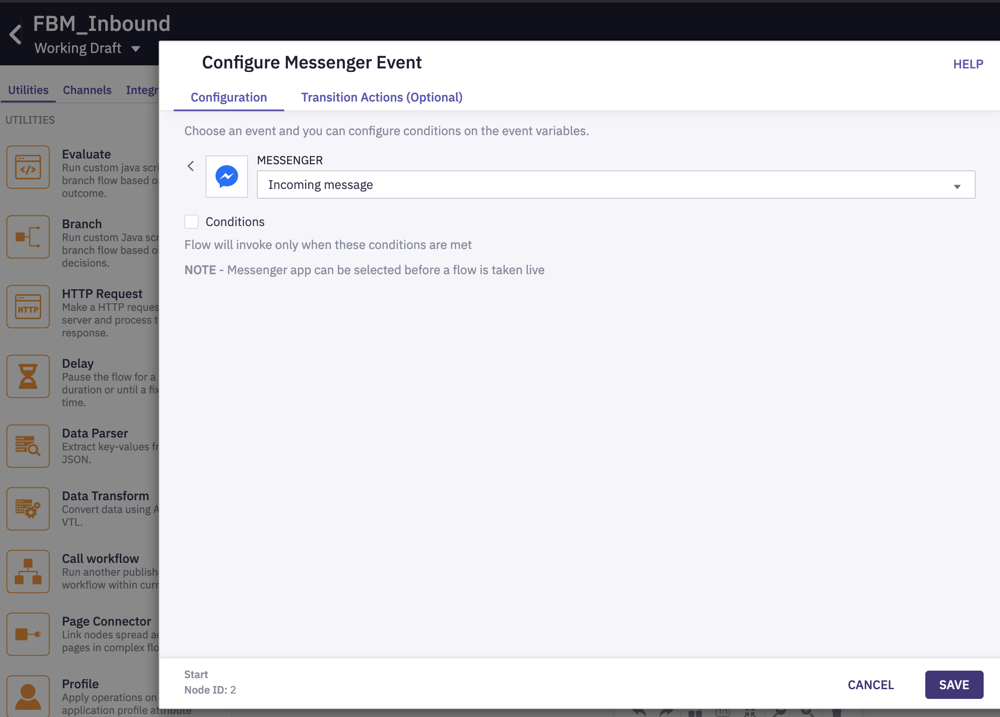 FBM_Inbound
Working Draft
Configure Messenger Event
HELP
Utilities Channels Integr
Configuration Transition Actions (Optional)
UTILITIES
Choose an event and you can configure conditions on the event variables.
MESSENGER
Incoming message
Conditions
Flow will invoke only when these conditions are met
NOTE - Messenger app can be selected before a flow is taken live
Evaluate
Run custom java scri
branch flow based o
outcome.
Branch
Run custom Java scr
branch flow based o
decisions.
HTTP
HTTP Request
Make a HTTP reques
server and process t
response.
Delay
Pause the flow for a
duration or until a fix
time.
Data Parser
Extract key-values fr
JSON.
Data Transform
Convert data using A
VTL.
Call workflow
Run another publish
workflow within curr
Page Connector
Link nodes spread ac
pages in complex flo
Profile
Apply operations on
application profile attribute
Start
Node ID: 2
CANCEL
SAVE
1:1